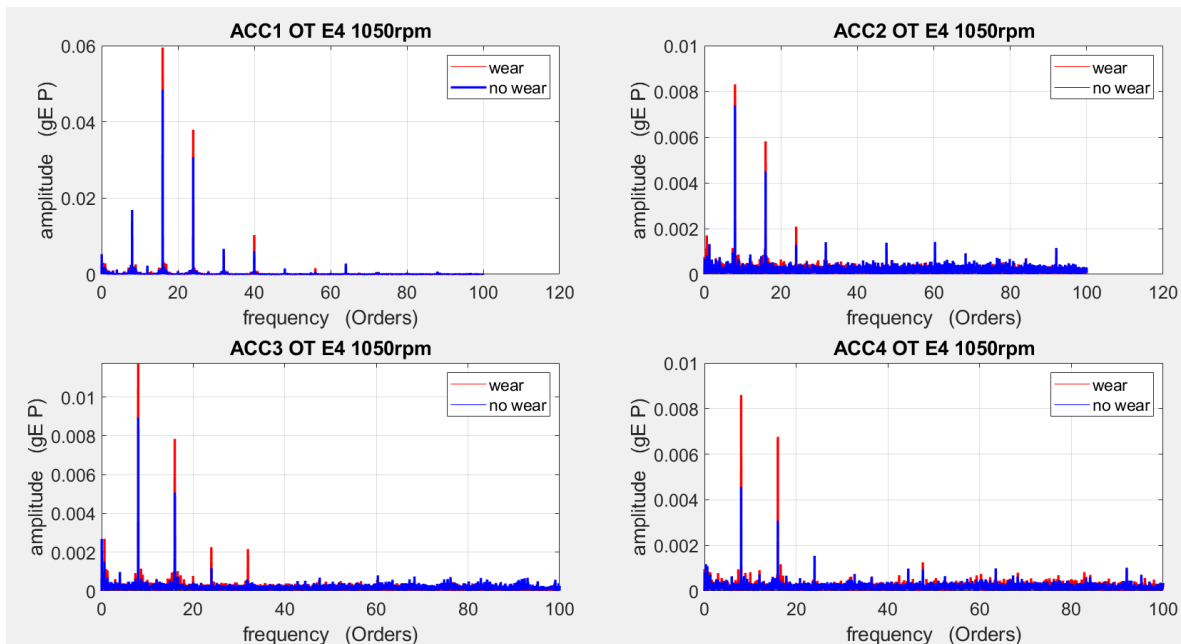 ACC1 OT E4 1050rpm
0.06
0.04
0.02
0
amplitude (gE P)
wear
no wear
0 20 40 60 80 100 120
frequency (Orders)
ACC2 OT E4 1050rpm
0.01
0.008
0.006
0.004
0.002
0
amplitude (gE P)
wear
no wear
0 20 40 60 80 100 120
frequency (Orders)
ACC3 OT E4 1050rpm
0.01
0.008
0.006
0.004
0.002
0
amplitude (gE P)
wear
no wear
0 20 40 60 80 100
frequency (Orders)
ACC4 OT E4 1050rpm
0.01
0.008
0.006
0.004
0.002
0
amplitude (gE P)
wear
no wear
0 20 40 60 80 100
frequency (Orders)